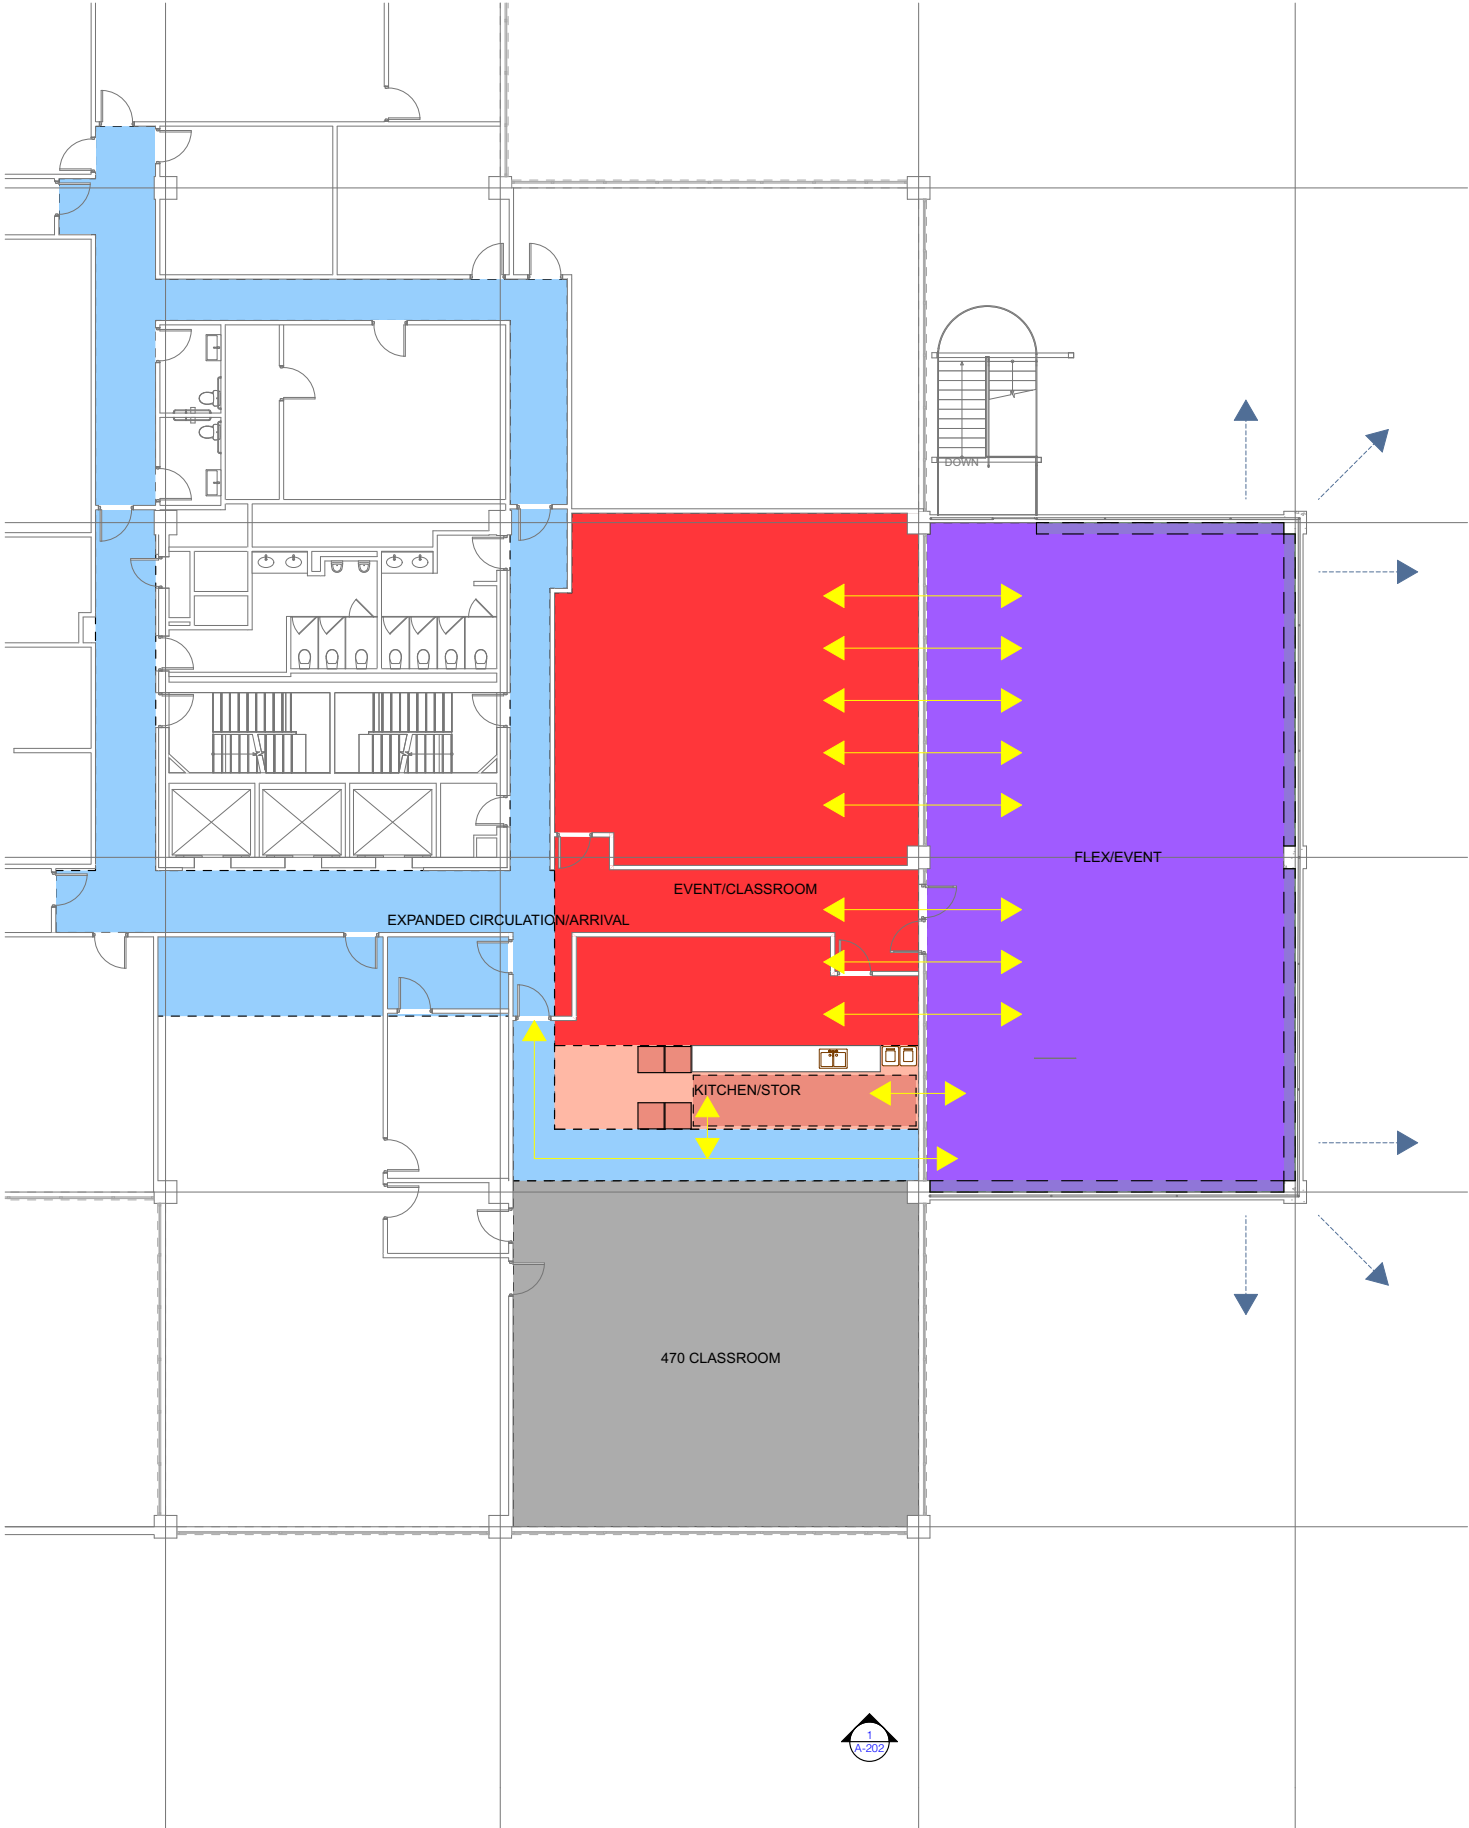 DOWN
FLEX/EVENT
EVENT/CLASSROOM
EXPANDED CIRCULATION/ARRIVAL
KITCHEN/STOR
470 CLASSROOM
1
A-202